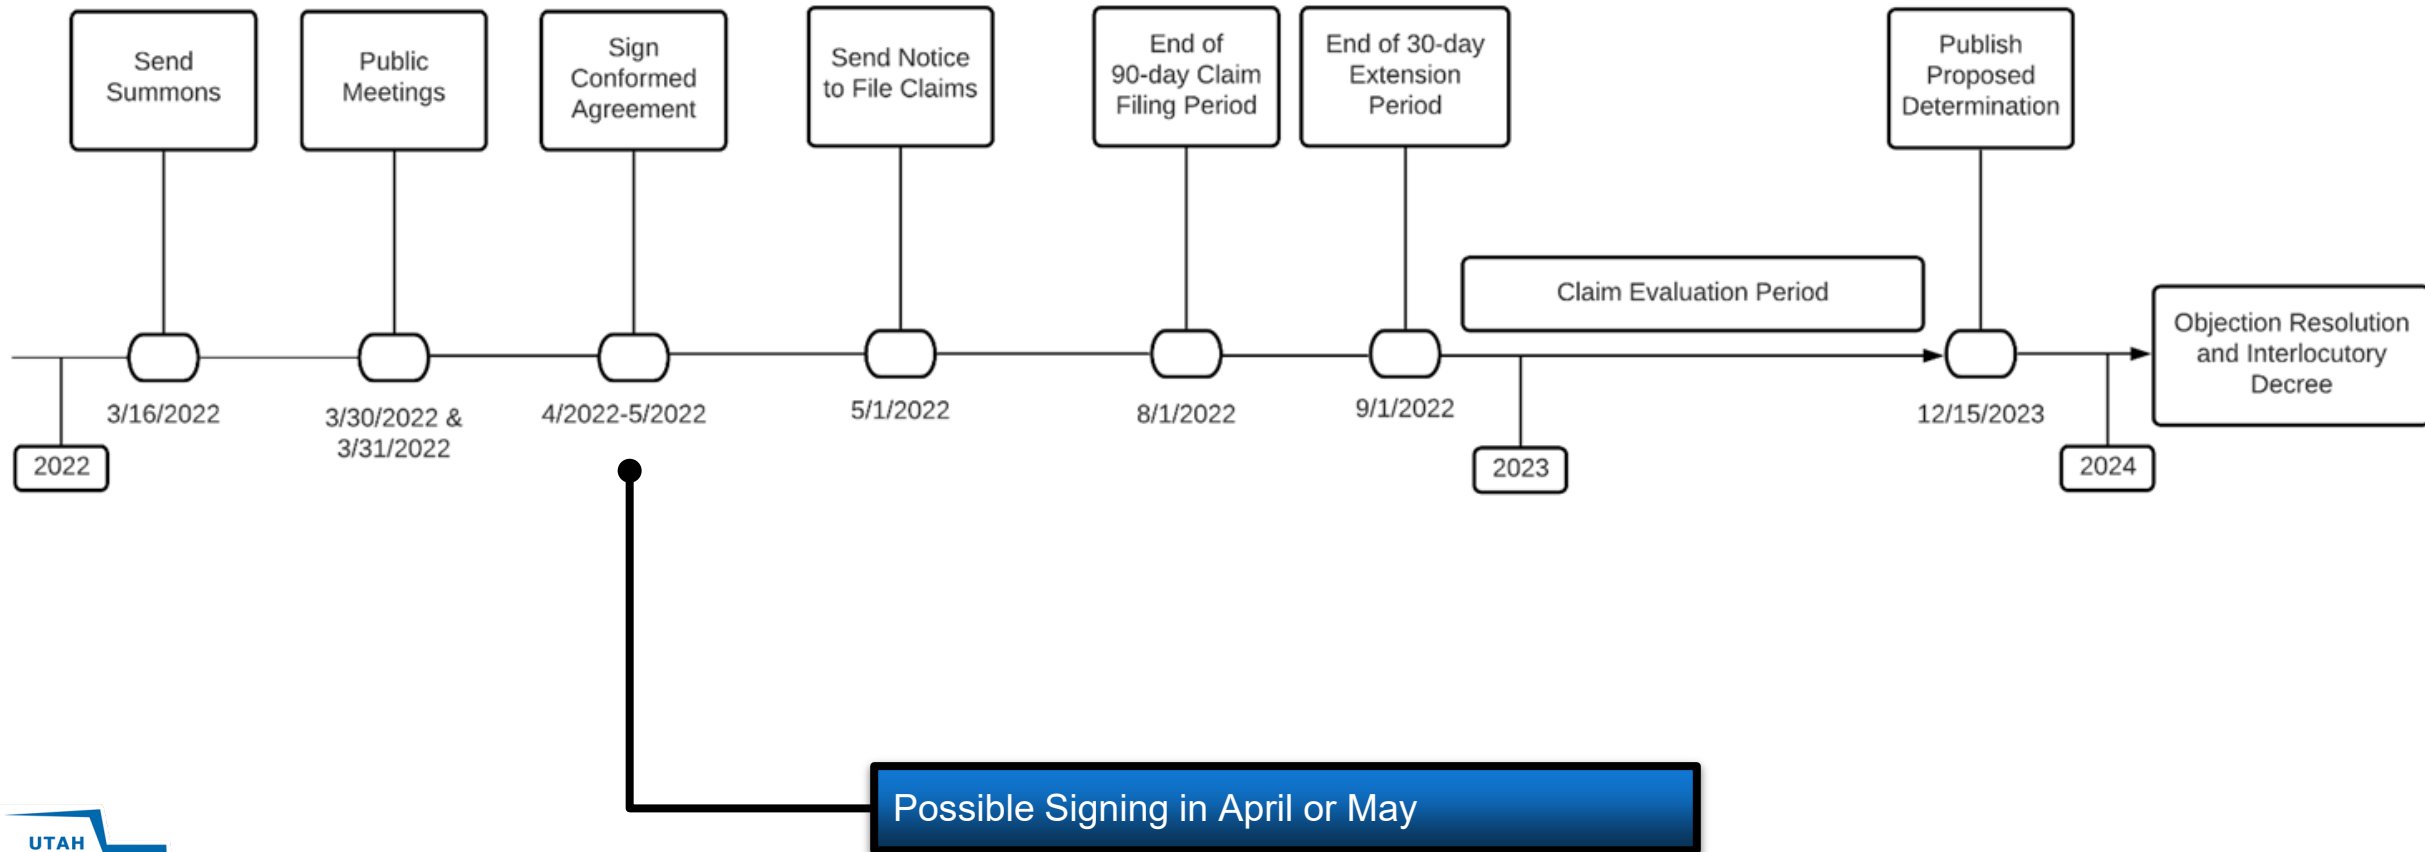 Send
Summons
Public
Meetings
Sign
Conformed
Agreement
Send Notice
to File Claims
End of
90-day Claim
Filing Period
End of 30-day
Extension
Period
Publish
Proposed
Determination
Claim Evaluation Period
Objection Resolution
and Interlocutory
Decree
3/16/2022
3/30/2022 &
3/31/2022
4/2022-5/2022
5/1/2022
8/1/2022
9/1/2022
12/15/2023
2022
2023
2024
Possible Signing in April or May
UTAH